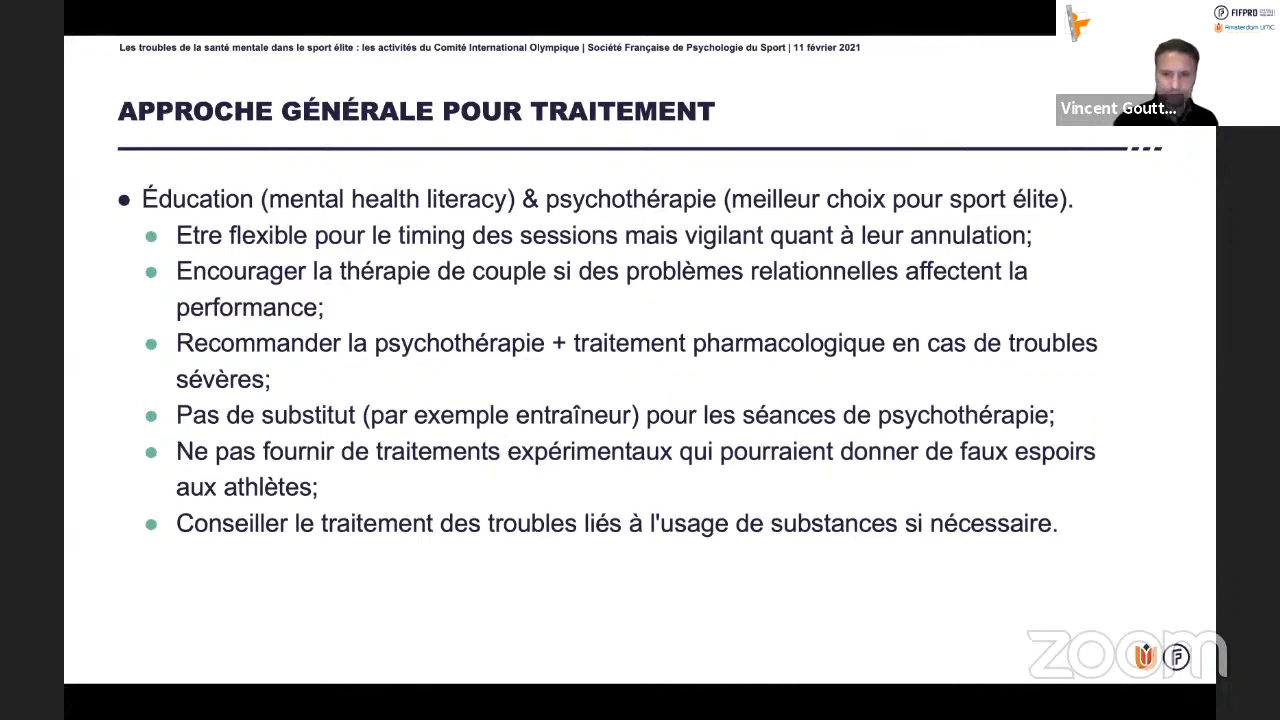 Les troubles de la santé mentale dans le sport élite : les activités du Comité International Olympique | Société Française de Psychologie du Sport | 11 février 2021
FIFPRO
Amsterdam UMC
Vincent Goutt...
APPROCHE GÉNÉRALE POUR TRAITEMENT
● Éducation (mental health literacy) & psychothérapie (meilleur choix pour sport élite).
● Etre flexible pour le timing des sessions mais vigilant quant à leur annulation;
● Encourager la thérapie de couple si des problèmes relationnelles affectent la
performance;
● Recommander la psychothérapie + traitement pharmacologique en cas de troubles
sévères;
● Pas de substitut (par exemple entraîneur) pour les séances de psychothérapie;
● Ne pas fournir de traitements expérimentaux qui pourraient donner de faux espoirs
aux athlètes;
● Conseiller le traitement des troubles liés à l'usage de substances si nécessaire.
zoom